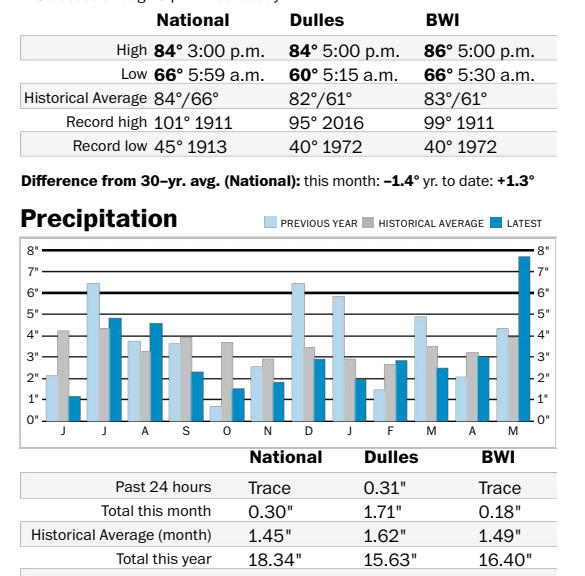 National Dulles BWI
High 84° 3:00 p.m. 84° 5:00 p.m. 86° 5:00 p.m.
Low 66° 5:59 a.m. 60° 5:15 a.m. 66° 5:30 a.m.
Historical Average 84°/66° 82°/61° 83°/61°
Record high 101° 1911 95° 2016 99° 1911
Record low 45° 1913 40° 1972 40° 1972
Difference from 30–yr. avg. (National): this month: –1.4° yr. to date: +1.3°
Precipitation PREVIOUS YEAR HISTORICAL AVERAGE LATEST
8" 8"
7" 7"
6" 6"
5" 5"
4" 4"
3" 3"
2" 2"
1" 1"
0" 0"
J J A S O N D J F M A M
National Dulles BWI
Past 24 hours Trace 0.31" Trace
Total this month 0.30" 1.71" 0.18"
Historical Average (month) 1.45" 1.62" 1.49"
Total this year 18.34" 15.63" 16.40"